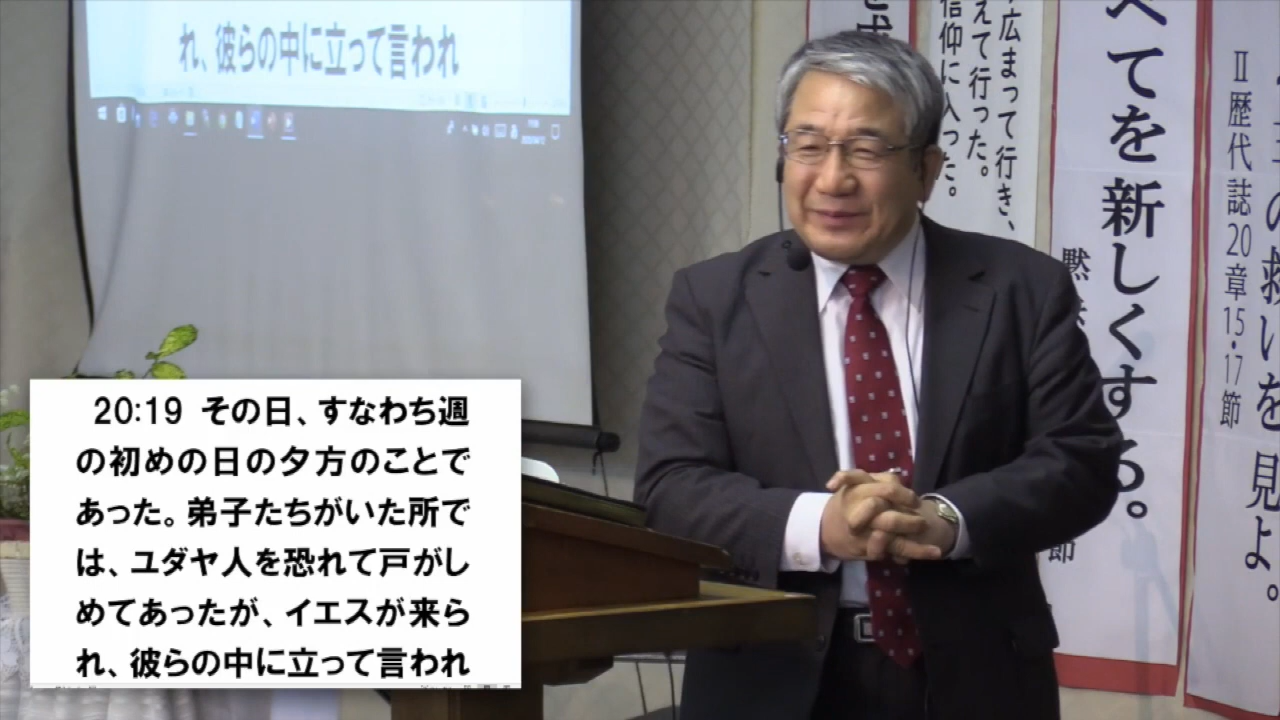 れ、彼らの中に立って言われ
20:19 その日、すなわち週
の初めの日の夕方のことで
あった。弟子たちがいた所で
は、ユダヤ人を恐れて戸がし
めてあったが、イエスが来ら
れ、彼らの中に立って言われ
広まって行き、
えて行った。
信仰に入った。
べてを新しくする。
黙
節
の救いを見よ。
II歴代誌20章15・17節